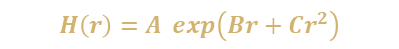 H(r) = A exp(Br + Cr²)